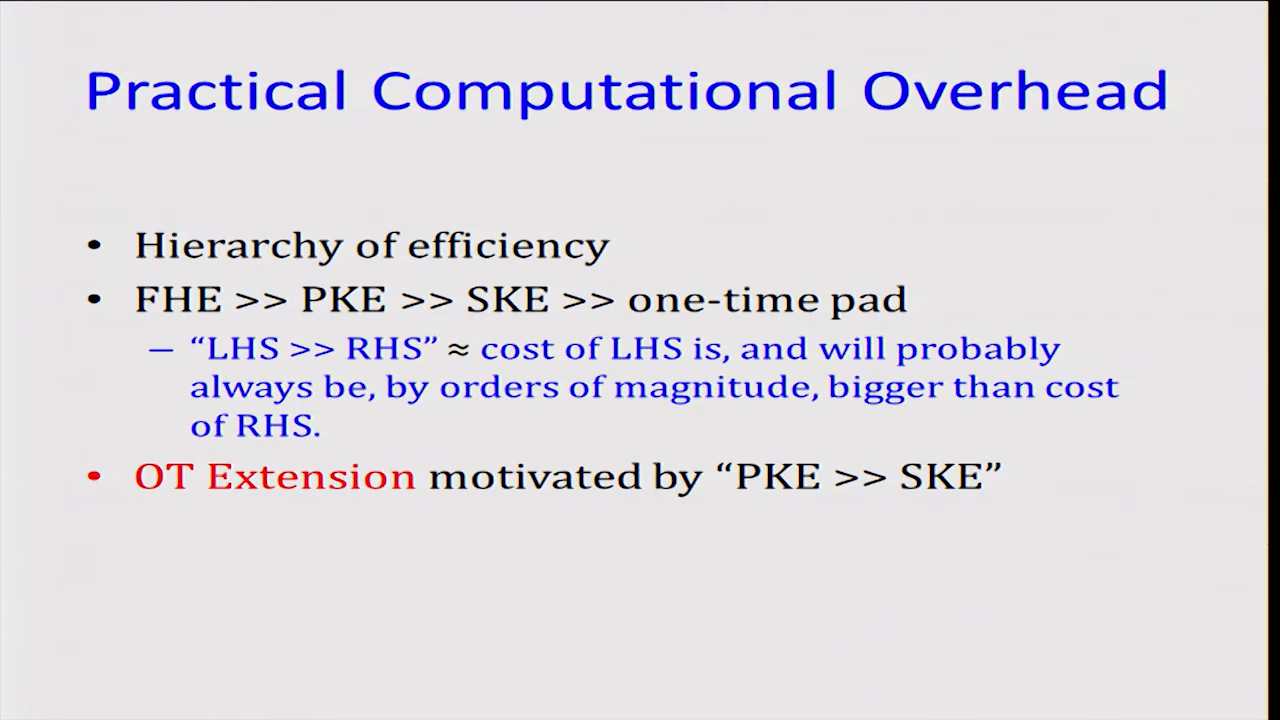 Practical Computational Overhead
• Hierarchy of efficiency
• FHE >> PKE >> SKE >> one-time pad
– “LHS >> RHS” ≈ cost of LHS is, and will probably
always be, by orders of magnitude, bigger than cost
of RHS.
• OT Extension motivated by “PKE >> SKE”